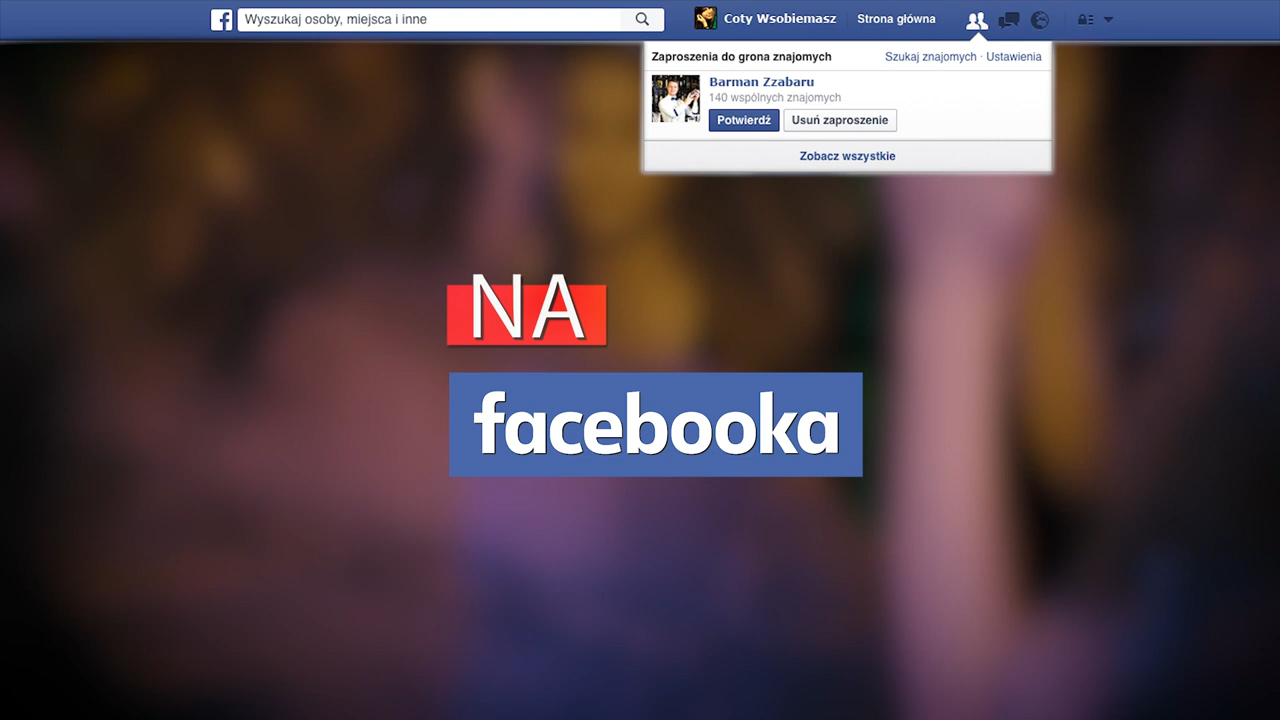 f Wyszukaj osoby, miejsca i inne Coty Wsobiemasz Strona główna
Zaproszenia do grona znajomych Szukaj znajomych · Ustawienia
Barman Zzabaru
140 wspólnych znajomych
Potwierdź Usuń zaproszenie
Zobacz wszystkie
NA
facebooka